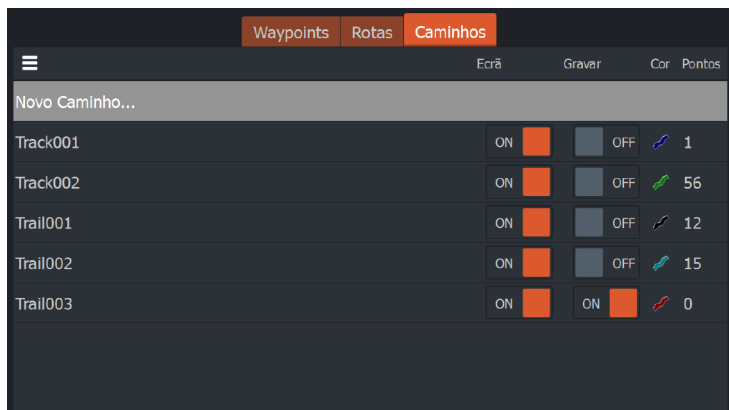 Waypoints Rotas Caminhos
Ecrã Gravar Cor Pontos
Novo Caminho...
Track001 ON OFF 1
Track002 ON OFF 56
Trail001 ON OFF 12
Trail002 ON OFF 15
Trail003 ON ON 0